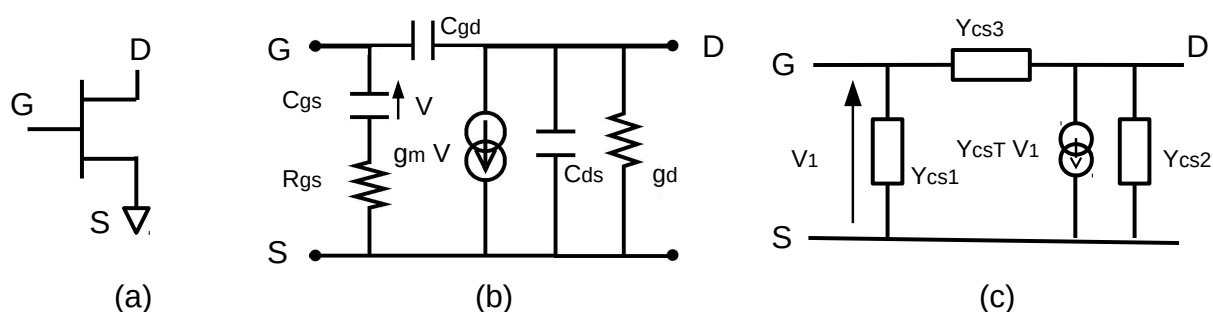 D
G
S
(a)
Cgd
G
D
Cgs
V
gm V
Rgs
Cds
gd
S
(b)
Ycs3
G
D
V1
Ycs1
YcsT V1
Ycs2
S
(c)